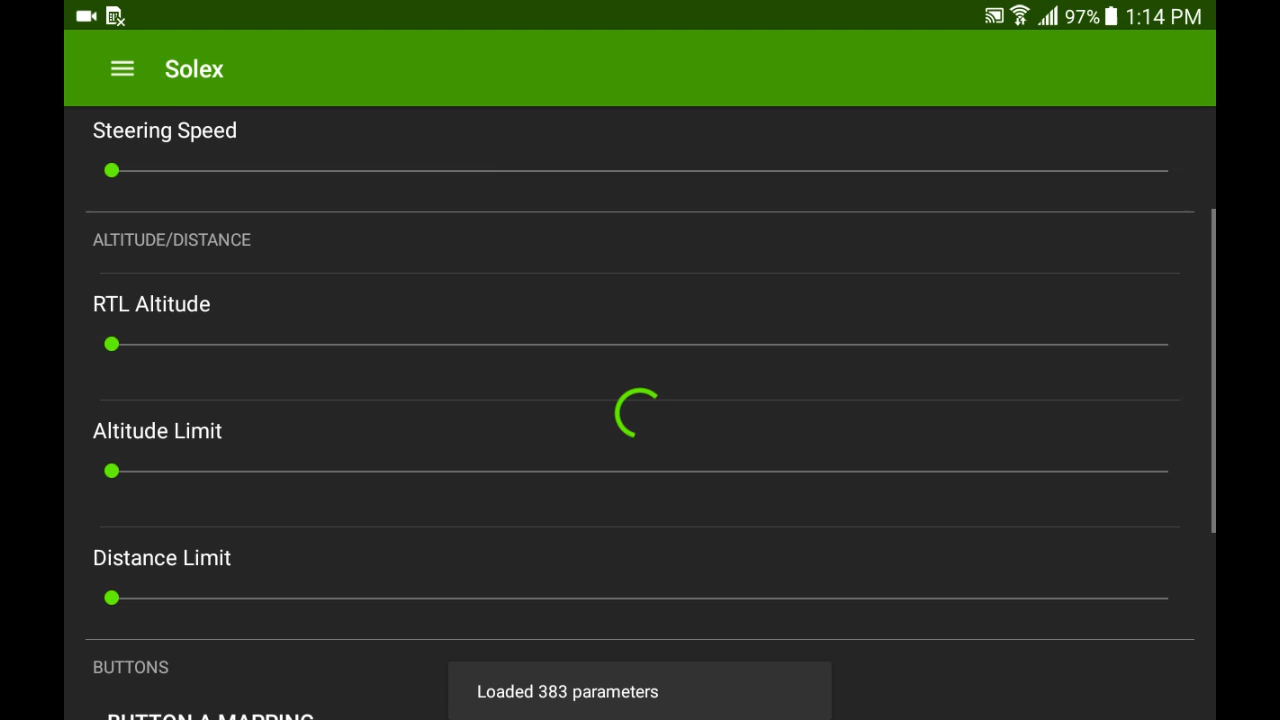 97% 1:14 PM
Solex
Steering Speed
ALTITUDE/DISTANCE
RTL Altitude
Altitude Limit
Distance Limit
BUTTONS
Loaded 383 parameters
BUTTON A MAPPING